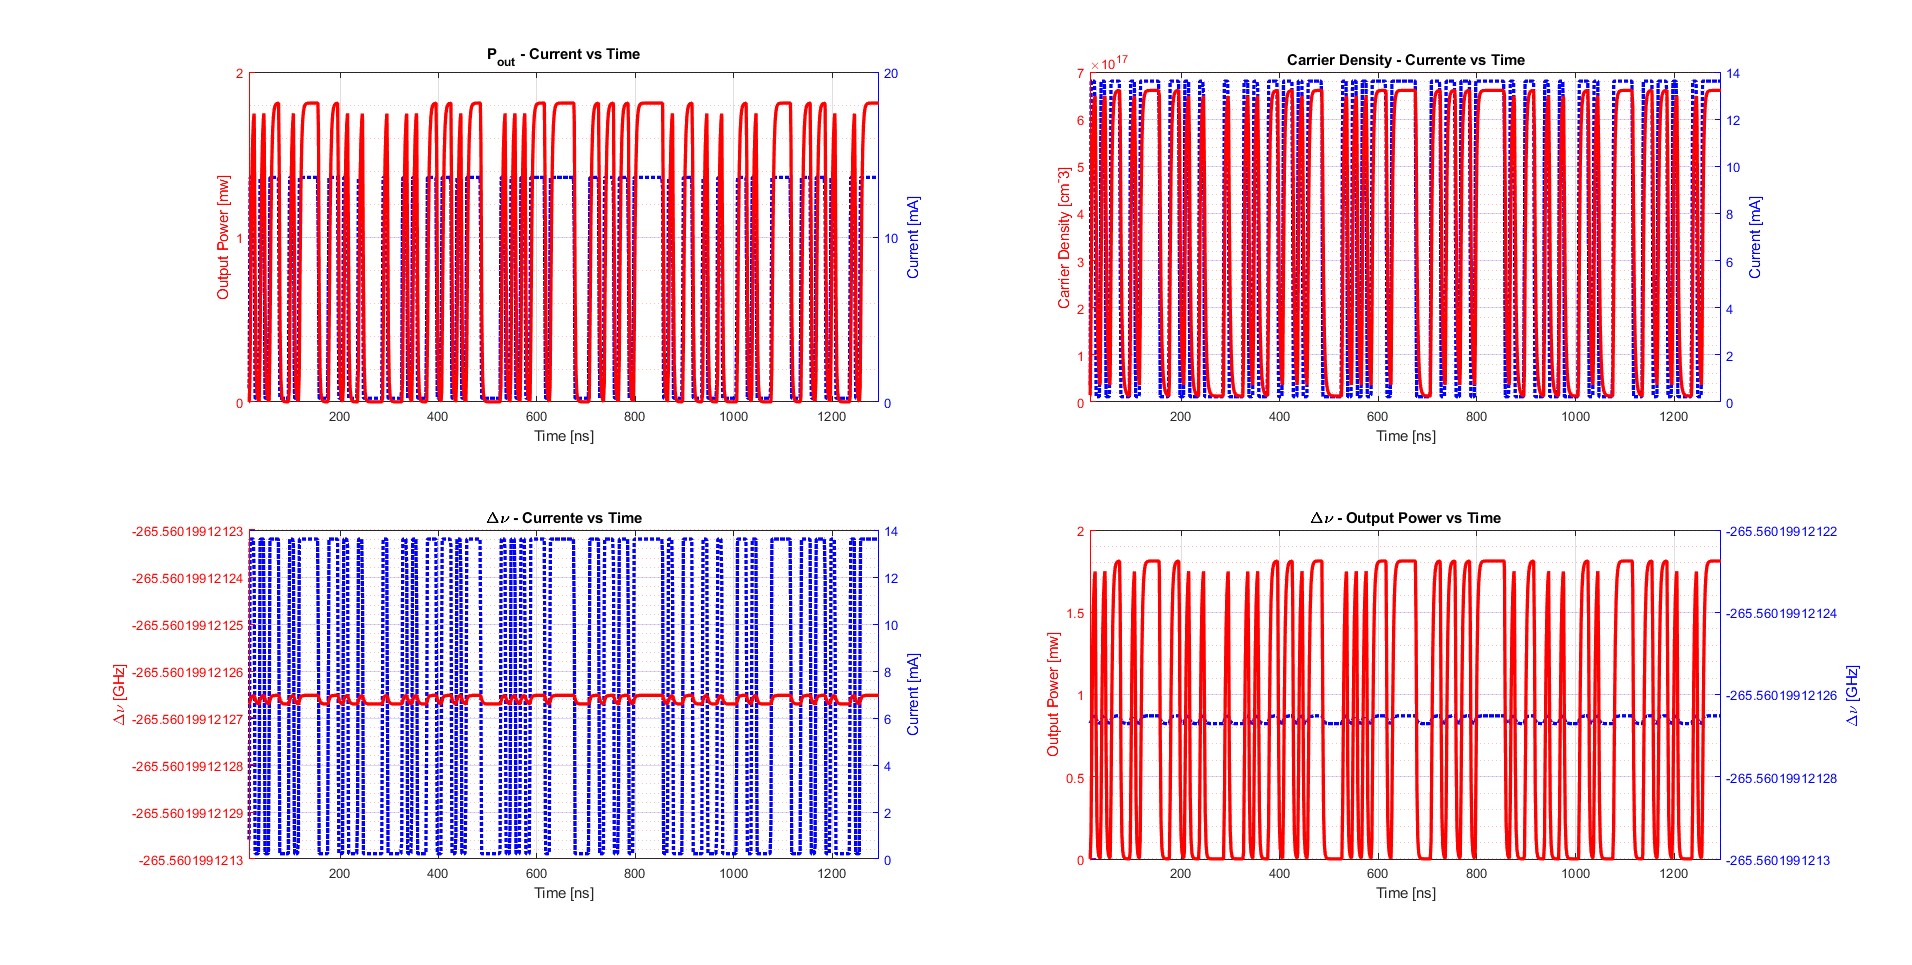 P_out - Current vs Time
2
1
0
Output Power [mw]
20
10
0
Current [mA]
200 400 600 800 1000 1200
Time [ns]
Carrier Density - Currente vs Time
×10^17
7
6
5
4
3
2
1
0
Carrier Density [cm^-3]
14
12
10
8
6
4
2
0
Current [mA]
200 400 600 800 1000 1200
Time [ns]
Δν - Currente vs Time
-265.56019912123
-265.56019912124
-265.56019912125
-265.56019912126
-265.56019912127
-265.56019912128
-265.56019912129
-265.5601991213
Δν [GHz]
14
12
10
8
6
4
2
0
Current [mA]
200 400 600 800 1000 1200
Time [ns]
Δν - Output Power vs Time
2
1.5
1
0.5
0
Output Power [mw]
-265.56019912122
-265.56019912124
-265.56019912126
-265.56019912128
-265.5601991213
Δν [GHz]
200 400 600 800 1000 1200
Time [ns]